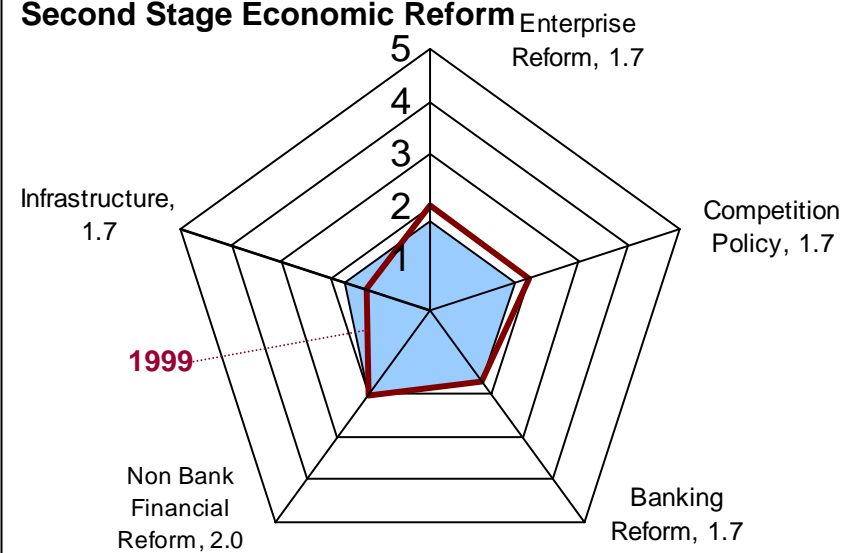 Second Stage Economic Reform
Enterprise
Reform, 1.7
5
4
3
2
1
Infrastructure,
1.7
Competition
Policy, 1.7
1999
Non Bank
Financial
Reform, 2.0
Banking
Reform, 1.7